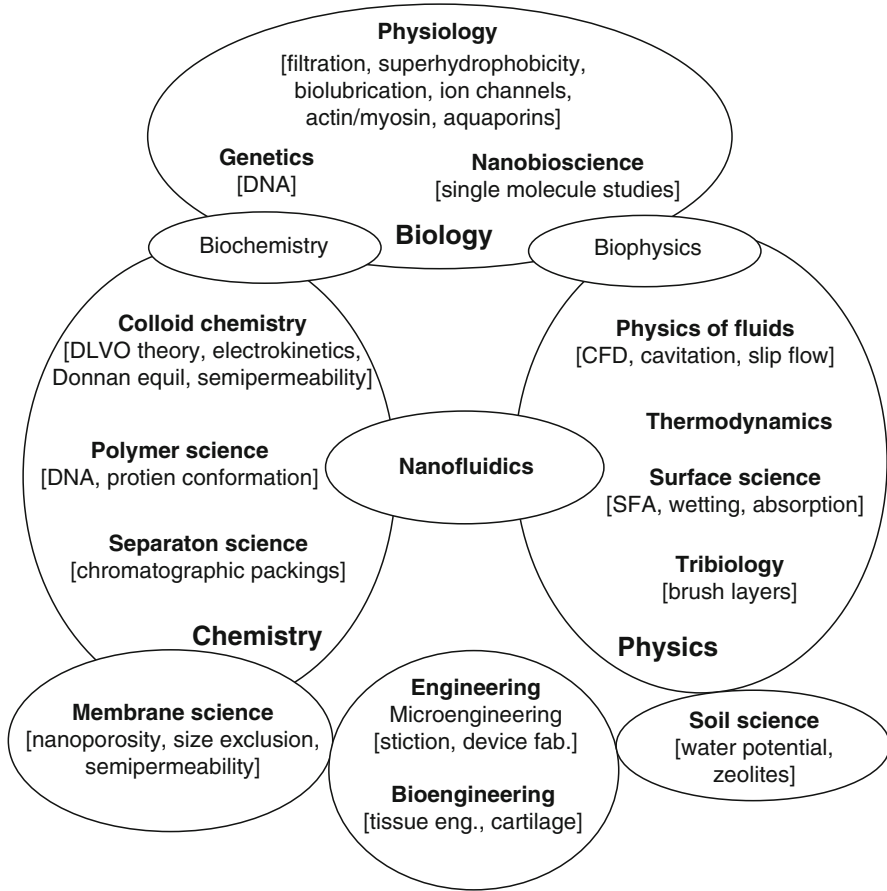 Physiology
[filtration, superhydrophobicity,
biolubrication, ion channels,
actin/myosin, aquaporins]
Genetics
[DNA]
Nanobioscience
[single molecule studies]
Biology
Biochemistry
Biophysics
Colloid chemistry
[DLVO theory, electrokinetics,
Donnan equil, semipermeability]
Polymer science
[DNA, protien conformation]
Separaton science
[chromatographic packings]
Chemistry
Nanofluidics
Physics of fluids
[CFD, cavitation, slip flow]
Thermodynamics
Surface science
[SFA, wetting, absorption]
Tribiology
[brush layers]
Physics
Membrane science
[nanoporosity, size exclusion,
semipermeability]
Engineering
Microengineering
[stiction, device fab.]
Bioengineering
[tissue eng., cartilage]
Soil science
[water potential,
zeolites]